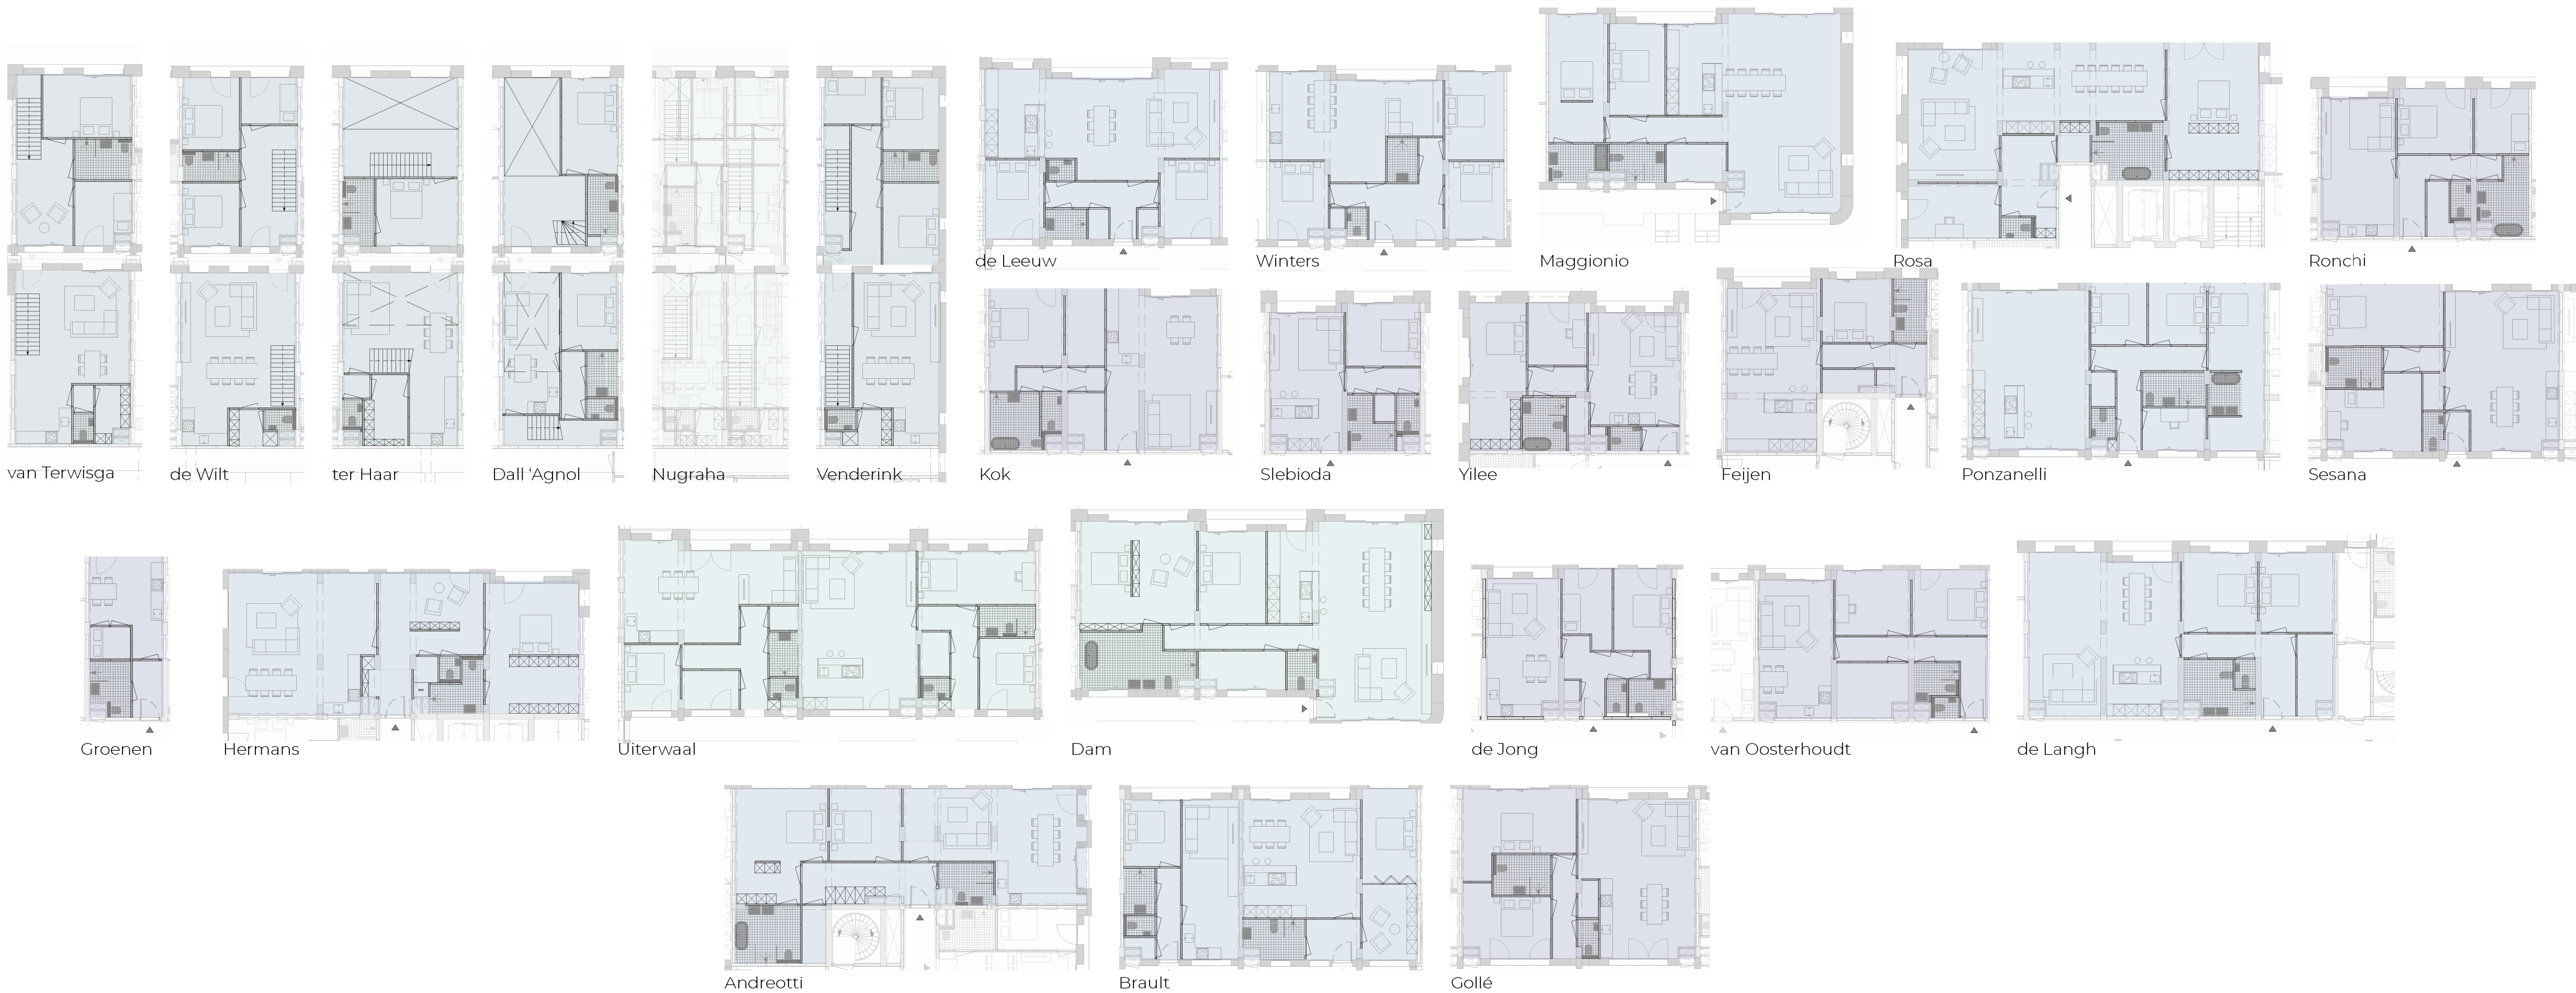 de Leeuw
Winters
Maggionio
Rosa
Ronchi
van Terwisga
de Wilt
ter Haar
Dall ‘Agnol
Nugraha
Venderink
Kok
Slebioda
Yilee
Feijen
Ponzanelli
Sesana
Groenen
Hermans
Uiterwaal
Dam
de Jong
van Oosterhoudt
de Langh
Andreotti
Brault
Gollé